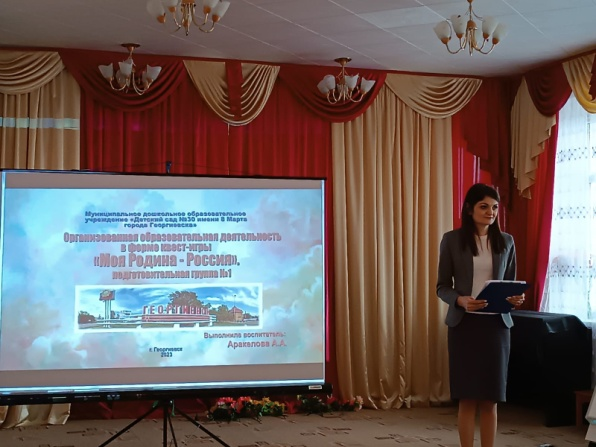 Муниципальное дошкольное образовательное
учреждение «Детский сад №30 имени 8 Марта
города Георгиевска»
Организованная образовательная деятельность
в форме квест-игры
«Моя Родина - Россия»,
подготовительная группа №1
ГЕОРГИЕВСК
Выполнила воспитатель:
Аракелова А.А.
г. Георгиевск
2023